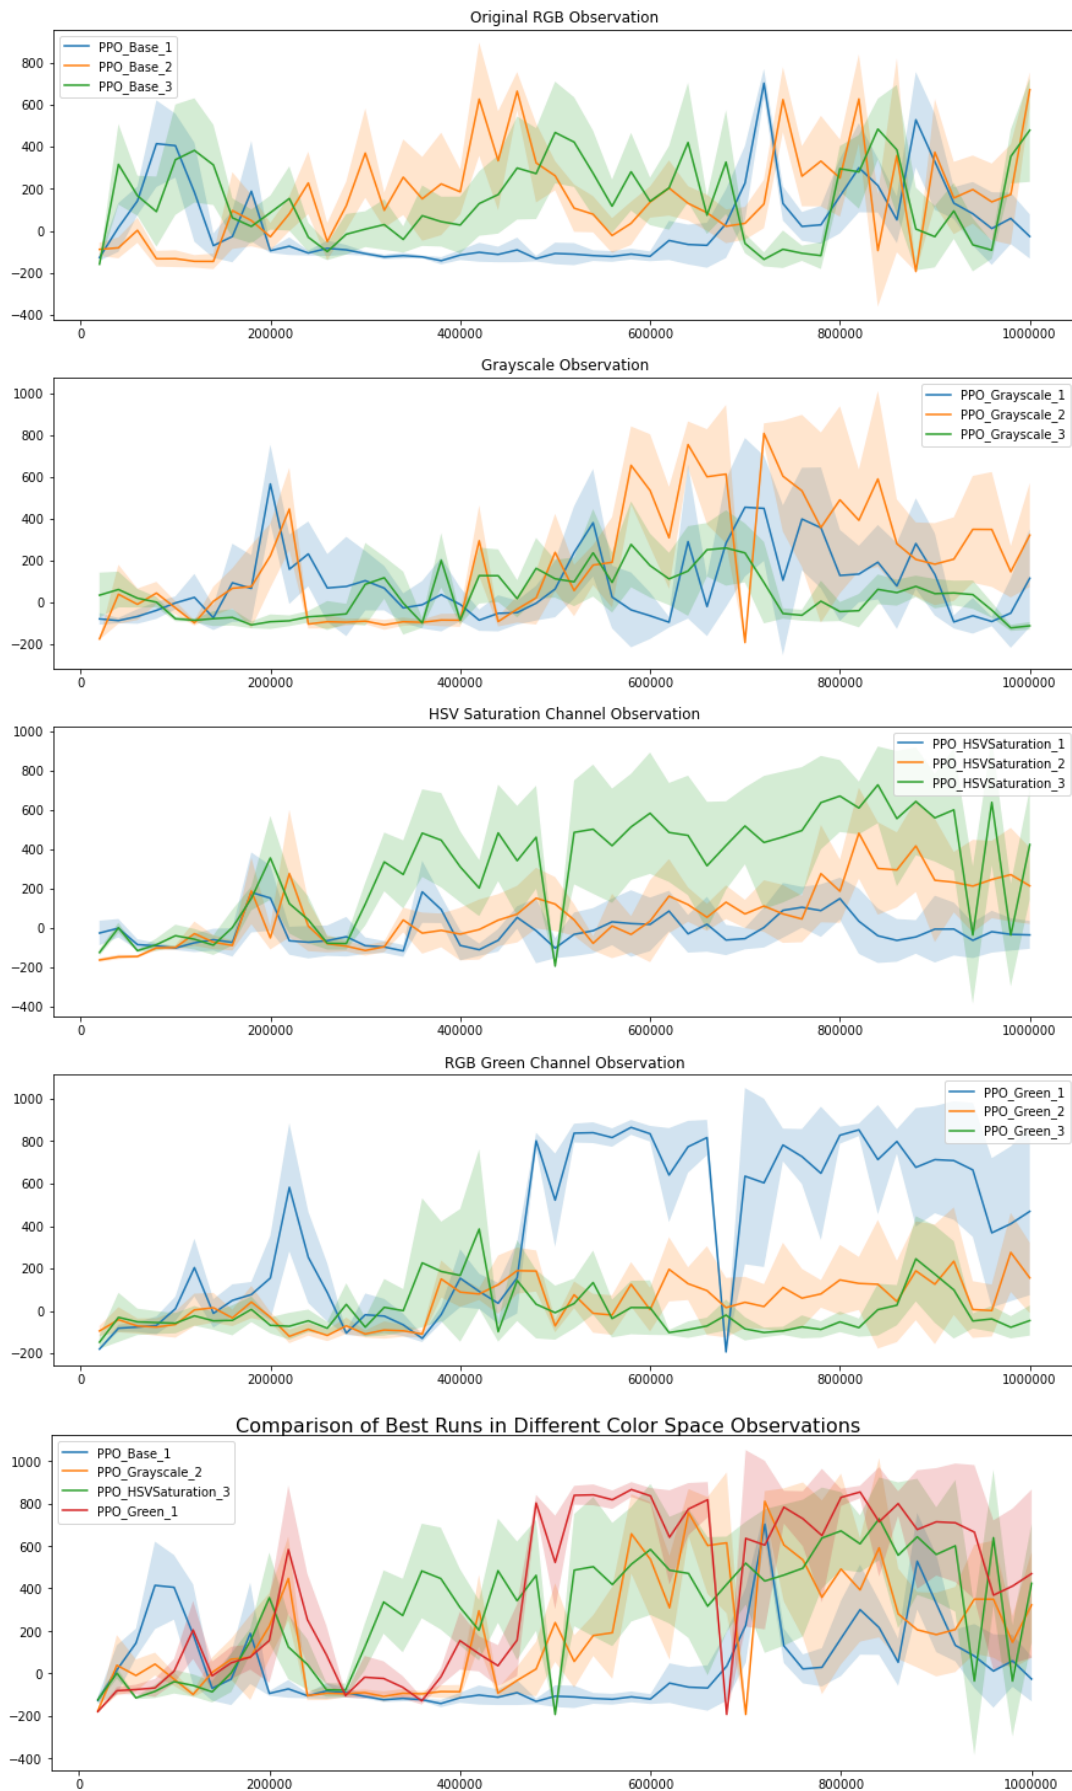 Original RGB Observation
PPO_Base_1
PPO_Base_2
PPO_Base_3
800
600
400
200
0
−200
−400
0 200000 400000 600000 800000 1000000
Grayscale Observation
PPO_Grayscale_1
PPO_Grayscale_2
PPO_Grayscale_3
1000
800
600
400
200
0
−200
0 200000 400000 600000 800000 1000000
HSV Saturation Channel Observation
PPO_HSVSaturation_1
PPO_HSVSaturation_2
PPO_HSVSaturation_3
1000
800
600
400
200
0
−200
−400
0 200000 400000 600000 800000 1000000
RGB Green Channel Observation
PPO_Green_1
PPO_Green_2
PPO_Green_3
1000
800
600
400
200
0
−200
0 200000 400000 600000 800000 1000000
Comparison of Best Runs in Different Color Space Observations
PPO_Base_1
PPO_Grayscale_2
PPO_HSVSaturation_3
PPO_Green_1
1000
800
600
400
200
0
−200
−400
0 200000 400000 600000 800000 1000000